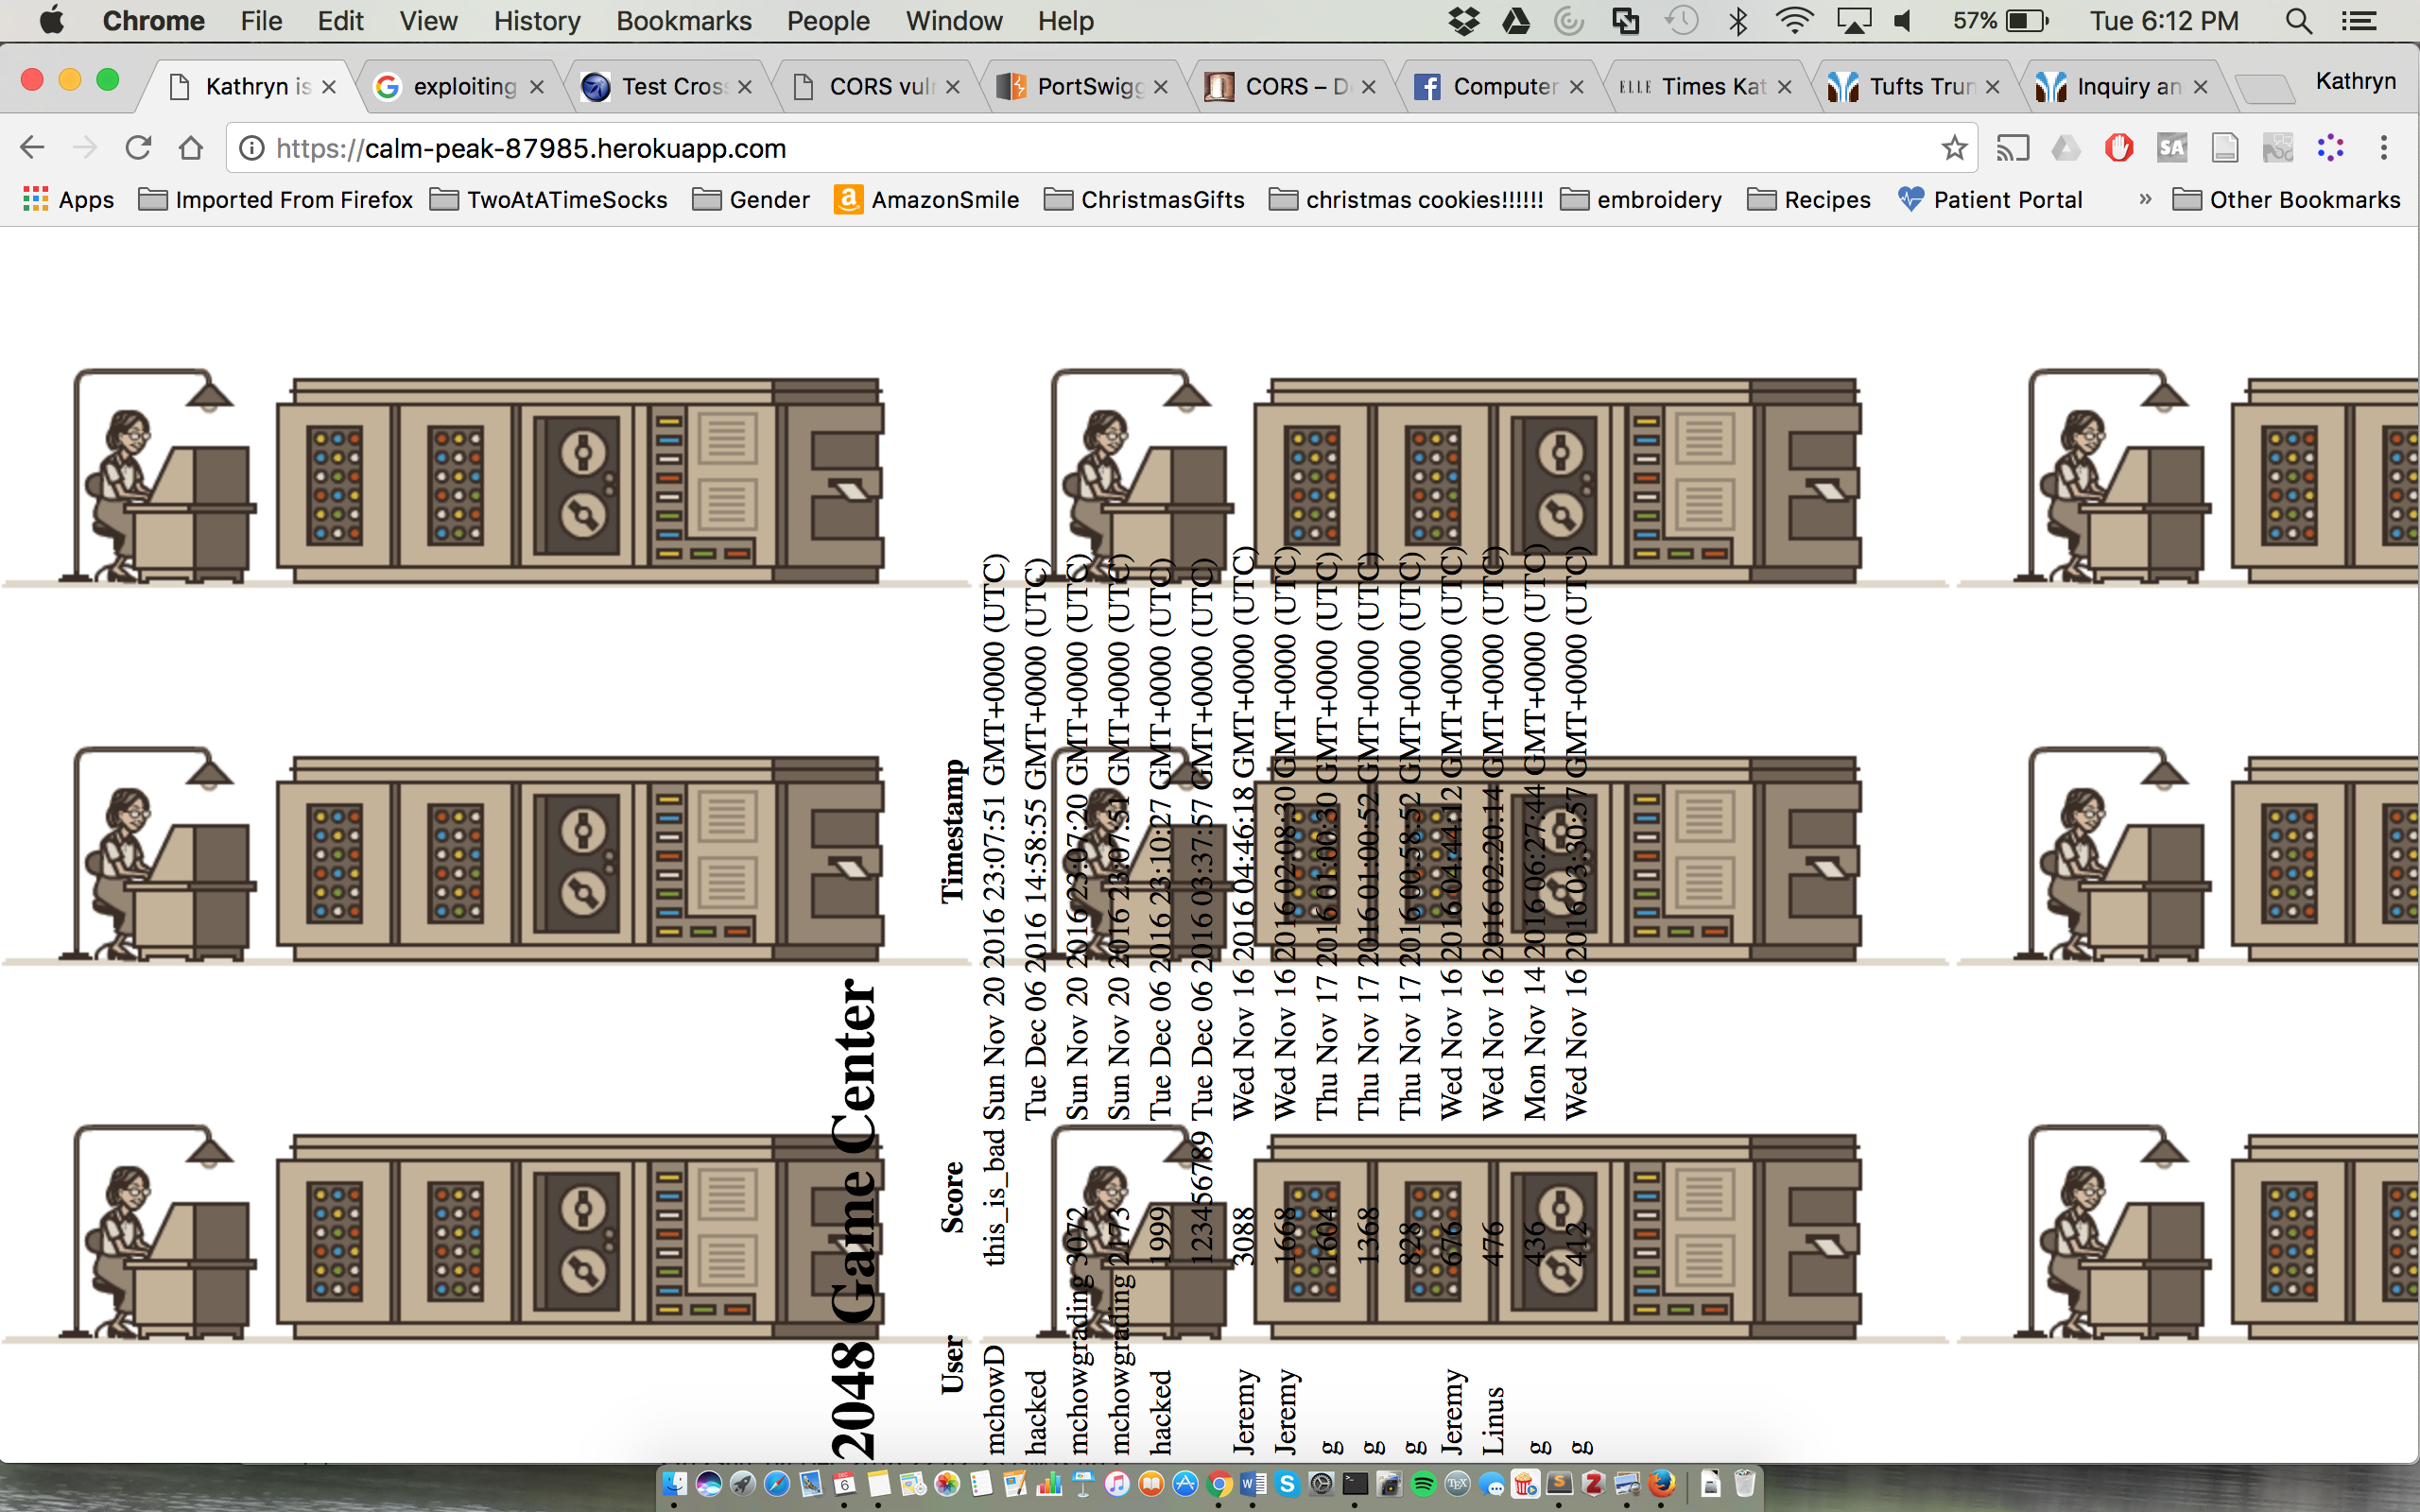 Chrome File Edit View History Bookmarks People Window Help 57% Tue 6:12 PM
Kathryn is exploiting Test Cros CORS vuln PortSwigg CORS – D Computer ELLE Times Kat Tufts Trun Inquiry an Kathryn
https://calm-peak-87985.herokuapp.com SA
Apps Imported From Firefox TwoAtATimeSocks Gender AmazonSmile ChristmasGifts christmas cookies!!!!!! embroidery Recipes Patient Portal » Other Bookmarks
2048 Game Center
User Score Timestamp
mchowD this_is_bad Sun Nov 20 2016 23:07:51 GMT+0000 (UTC)
hacked Tue Dec 06 2016 14:58:55 GMT+0000 (UTC)
mchowgrading 3072 Sun Nov 20 2016 23:07:20 GMT+0000 (UTC)
mchowgrading 2173 Sun Nov 20 2016 23:07:51 GMT+0000 (UTC)
hacked 1999 Tue Dec 06 2016 23:10:27 GMT+0000 (UTC)
123456789 Tue Dec 06 2016 03:37:57 GMT+0000 (UTC)
Jeremy 3088 Wed Nov 16 2016 04:46:18 GMT+0000 (UTC)
Jeremy 1668 Wed Nov 16 2016 02:08:30 GMT+0000 (UTC)
g 1604 Thu Nov 17 2016 01:00:30 GMT+0000 (UTC)
g 1368 Thu Nov 17 2016 01:00:52 GMT+0000 (UTC)
g 828 Thu Nov 17 2016 00:58:52 GMT+0000 (UTC)
Jeremy 676 Wed Nov 16 2016 04:44:12 GMT+0000 (UTC)
Linus 476 Wed Nov 16 2016 02:20:14 GMT+0000 (UTC)
g 436 Mon Nov 14 2016 06:27:44 GMT+0000 (UTC)
g 412 Wed Nov 16 2016 03:30:57 GMT+0000 (UTC)